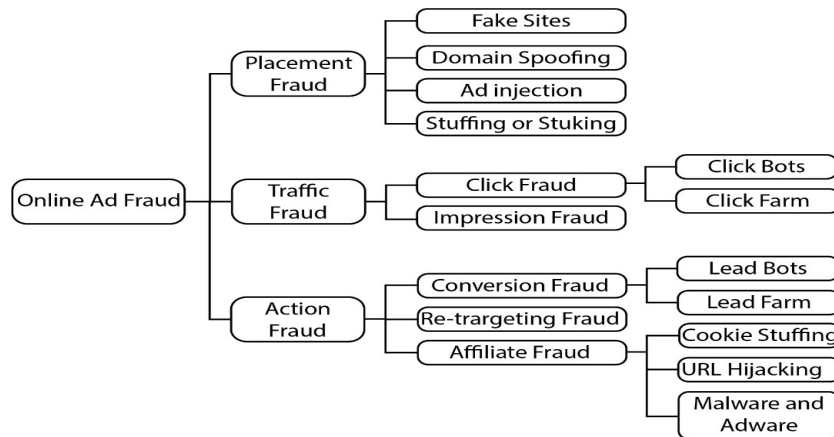 Online Ad Fraud
Placement
Fraud
Fake Sites
Domain Spoofing
Ad injection
Stuffing or Stuking
Traffic
Fraud
Click Fraud
Click Bots
Click Farm
Impression Fraud
Action
Fraud
Conversion Fraud
Lead Bots
Lead Farm
Re-trargeting Fraud
Affiliate Fraud
Cookie Stuffing
URL Hijacking
Malware and
Adware